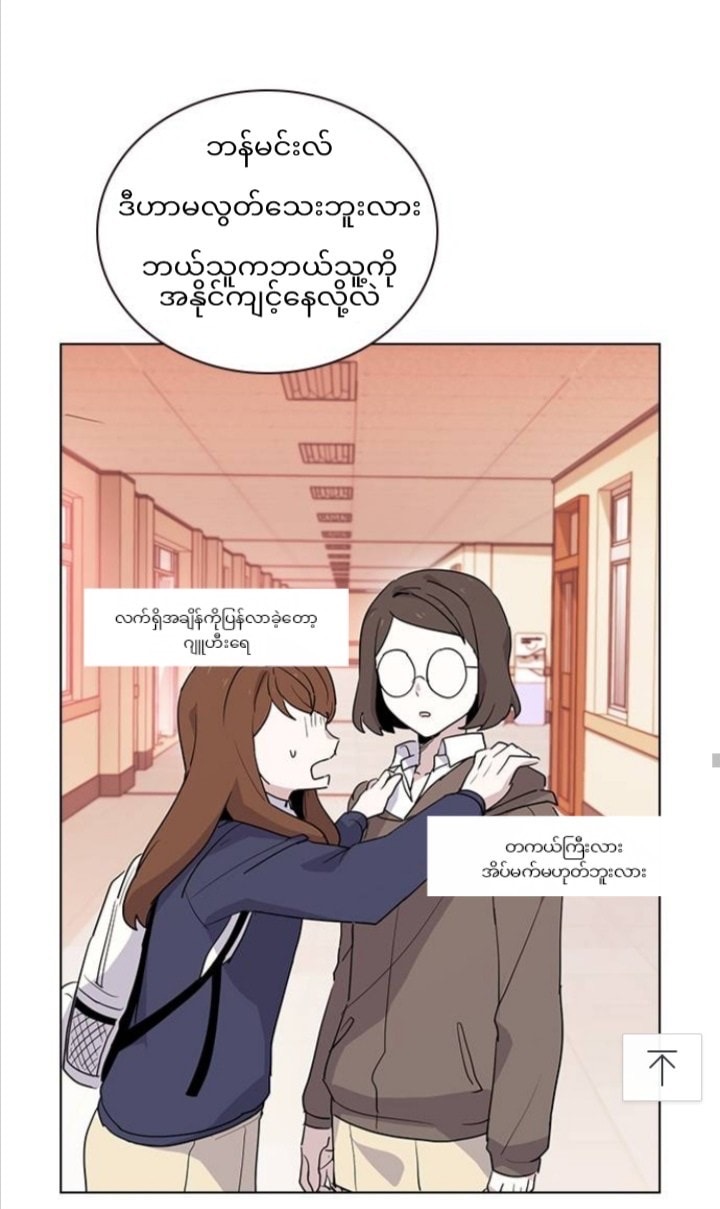 ဘန်မင်းလ်
ဒီဟာမလွတ်သေးဘူးလား
ဘယ်သူကဘယ်သူ့ကို
အနိုင်ကျင့်နေလို့လဲ
လက်ရှိအချိန်ကိုပြန်လာခဲ့တော့
ဂျူဟီးရေ
တကယ်ကြီးလား
အိပ်မက်မဟုတ်ဘူးလား